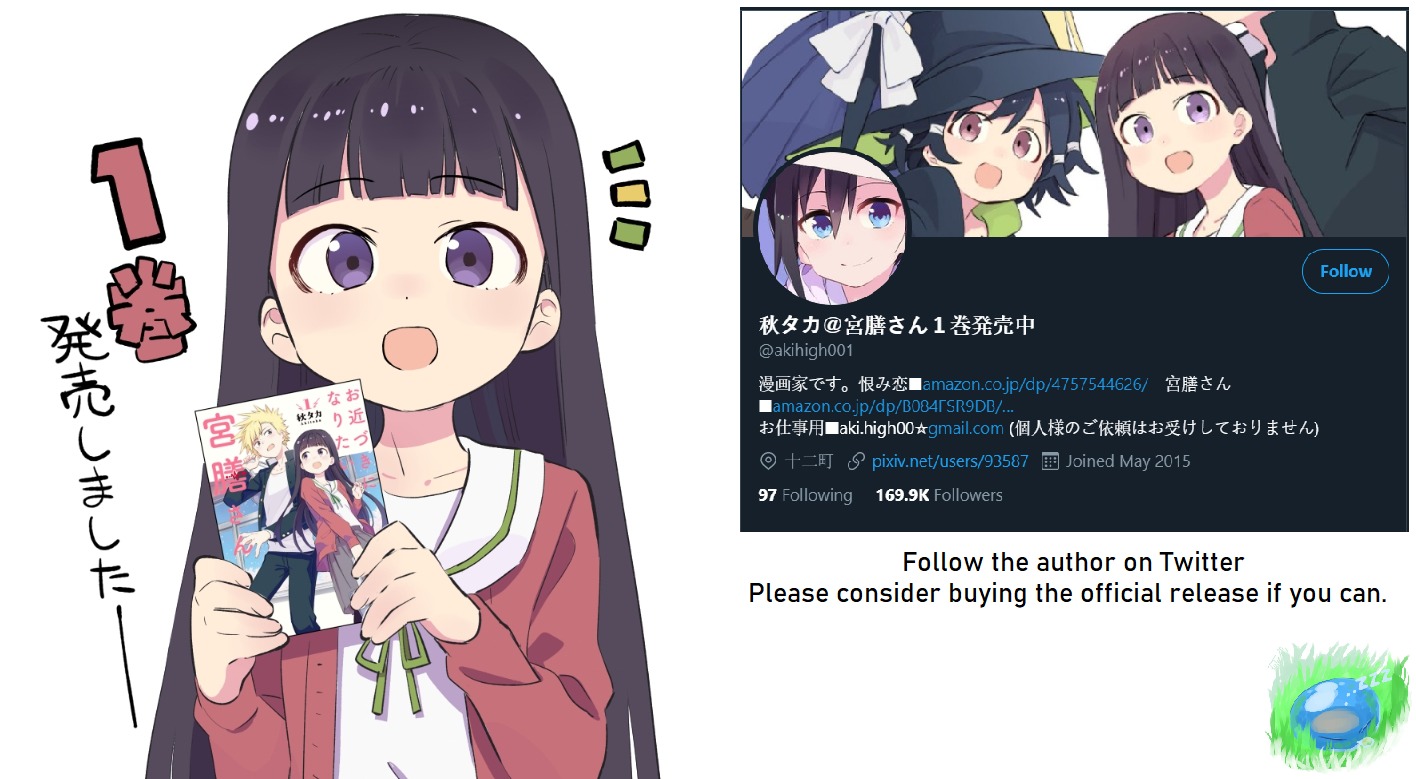 1巻
発売しましたー
お近づきに
なりたい
宮膳さん
1
秋タカ
Follow
秋タカ@宮膳さん１巻発売中
@akihigh001
漫画家です。恨み恋■amazon.co.jp/dp/4757544626/ 宮膳さん
■amazon.co.jp/dp/B084FSR9DB/...
お仕事用■aki.high00☆gmail.com (個人様のご依頼はお受けしておりません)
十二町 pixiv.net/users/93587 Joined May 2015
97 Following 169.9K Followers
Follow the author on Twitter
Please consider buying the official release if you can.
zzz